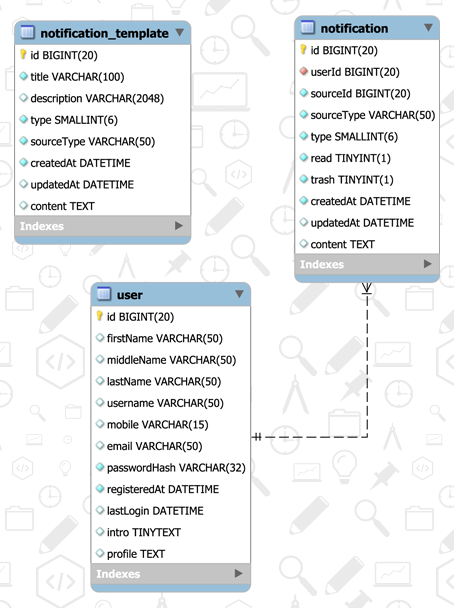 notification_template
id BIGINT(20)
title VARCHAR(100)
description VARCHAR(2048)
type SMALLINT(6)
sourceType VARCHAR(50)
createdAt DATETIME
updatedAt DATETIME
content TEXT
Indexes
notification
id BIGINT(20)
userId BIGINT(20)
sourceId BIGINT(20)
sourceType VARCHAR(50)
type SMALLINT(6)
read TINYINT(1)
trash TINYINT(1)
createdAt DATETIME
updatedAt DATETIME
content TEXT
Indexes
user
id BIGINT(20)
firstName VARCHAR(50)
middleName VARCHAR(50)
lastName VARCHAR(50)
username VARCHAR(50)
mobile VARCHAR(15)
email VARCHAR(50)
passwordHash VARCHAR(32)
registeredAt DATETIME
lastLogin DATETIME
intro TINYTEXT
profile TEXT
Indexes